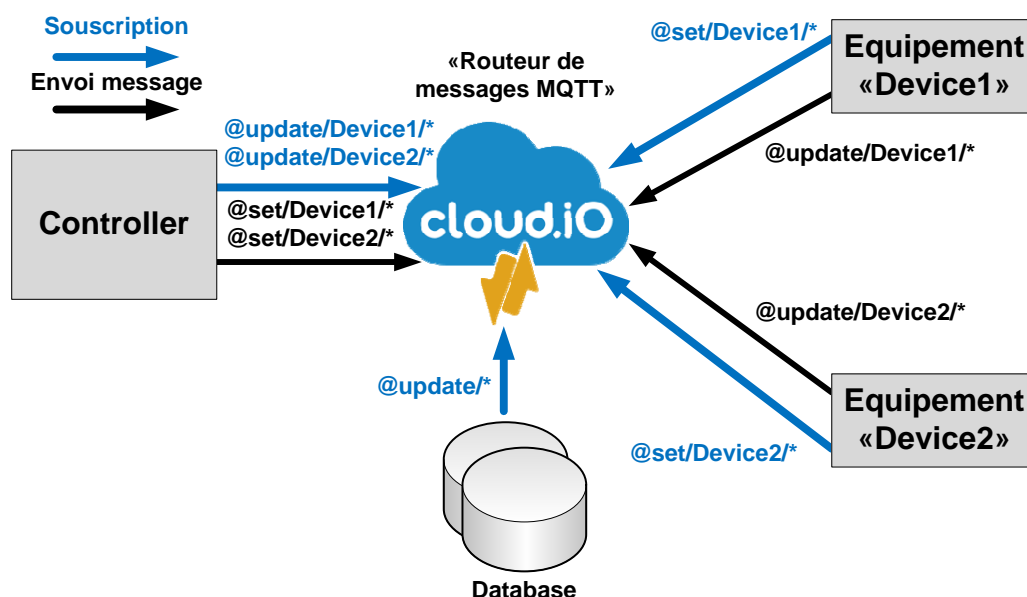 Souscription
Envoi message
«Routeur de
messages MQTT»
@update/Device1/*
@update/Device2/*
@set/Device1/*
@set/Device2/*
Controller
cloud.iO
@set/Device1/*
Equipement
«Device1»
@update/Device1/*
@update/Device2/*
Equipement
«Device2»
@set/Device2/*
@update/*
Database